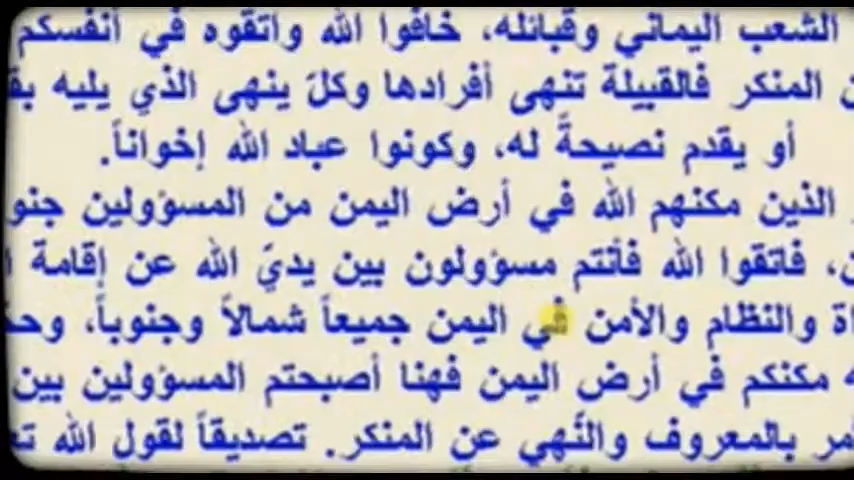 الشعب اليماني وقبائله، خافوا الله واتقوه في أنفسكم
المنكر فالقبيلة تنهى أفرادها وكلّ ينهى الذي يليه
أو يقدم نصيحةً له، وكونوا عباد الله إخواناً.
الذين مكنهم الله في أرض اليمن من المسؤولين
فاتقوا الله فأنتم مسؤولون بين يديّ الله عن إقامة
والنظام والأمن في اليمن جميعاً شمالاً وجنوباً،
مكنكم في أرض اليمن فهنا أصبحتم المسؤولين بين
بالمعروف والنّهي عن المنكر. تصديقاً لقول الله